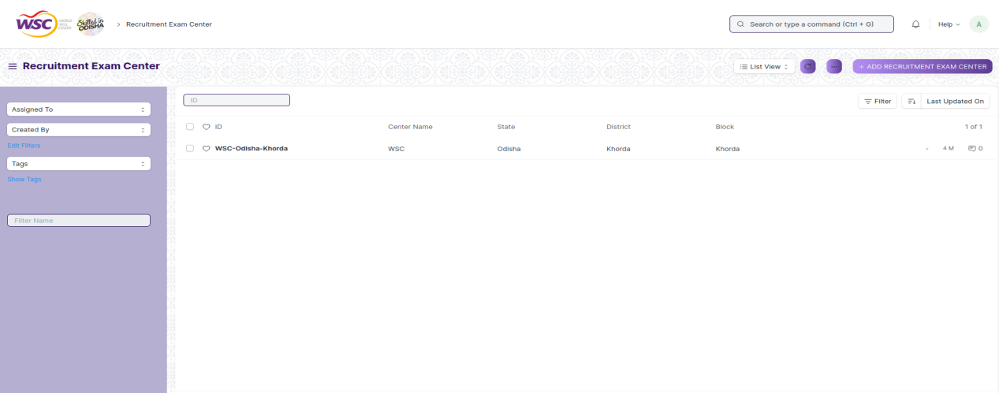 WSC WORLD SKILL CENTER Skilled in ODISHA > Recruitment Exam Center Search or type a command (Ctrl + G) Help A
Recruitment Exam Center List View ... + ADD RECRUITMENT EXAM CENTER
Assigned To
Created By
Edit Filters
Tags
Show Tags
Filter Name
ID Filter Last Updated On
ID Center Name State District Block 1 of 1
WSC-Odisha-Khorda WSC Odisha Khorda Khorda - 4 M 0